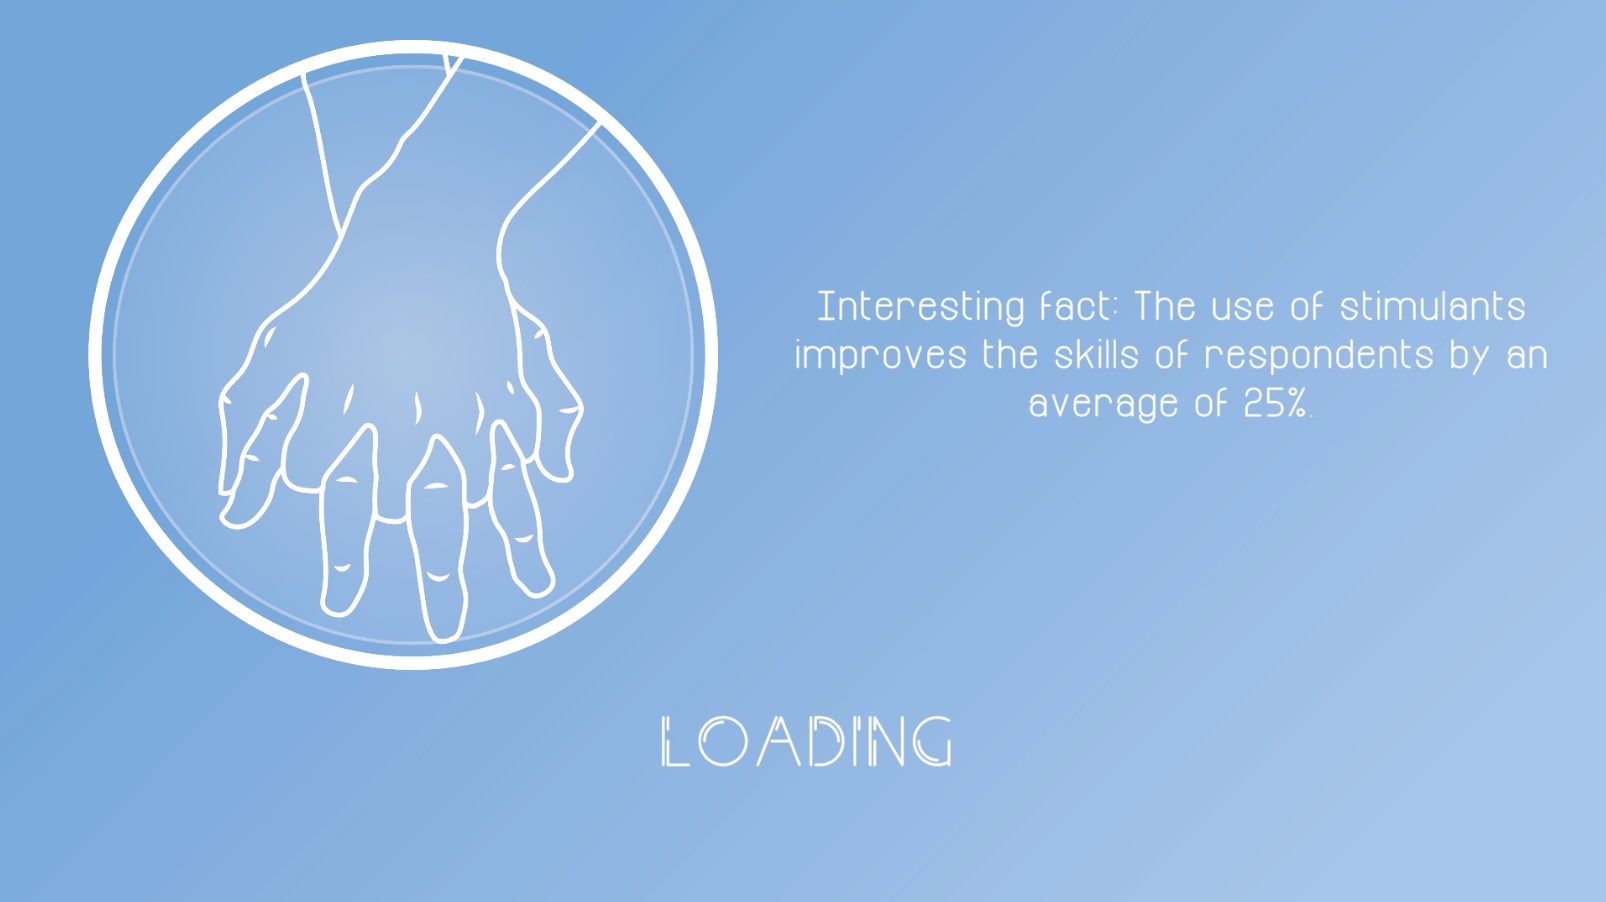 Interesting fact: The use of stimulants
improves the skills of respondents by an
average of 25%.
LOADING